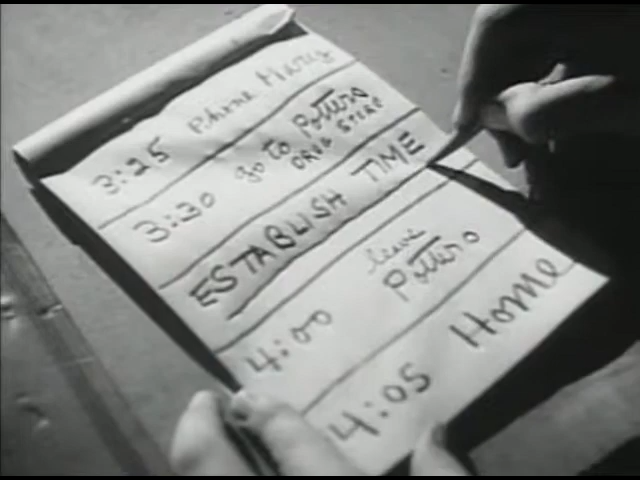 3:25 Phone Mary
3:30 go to Potters
DRUG STORE
ESTABLISH TIME
4:00 leave
Potters
4:05 Home